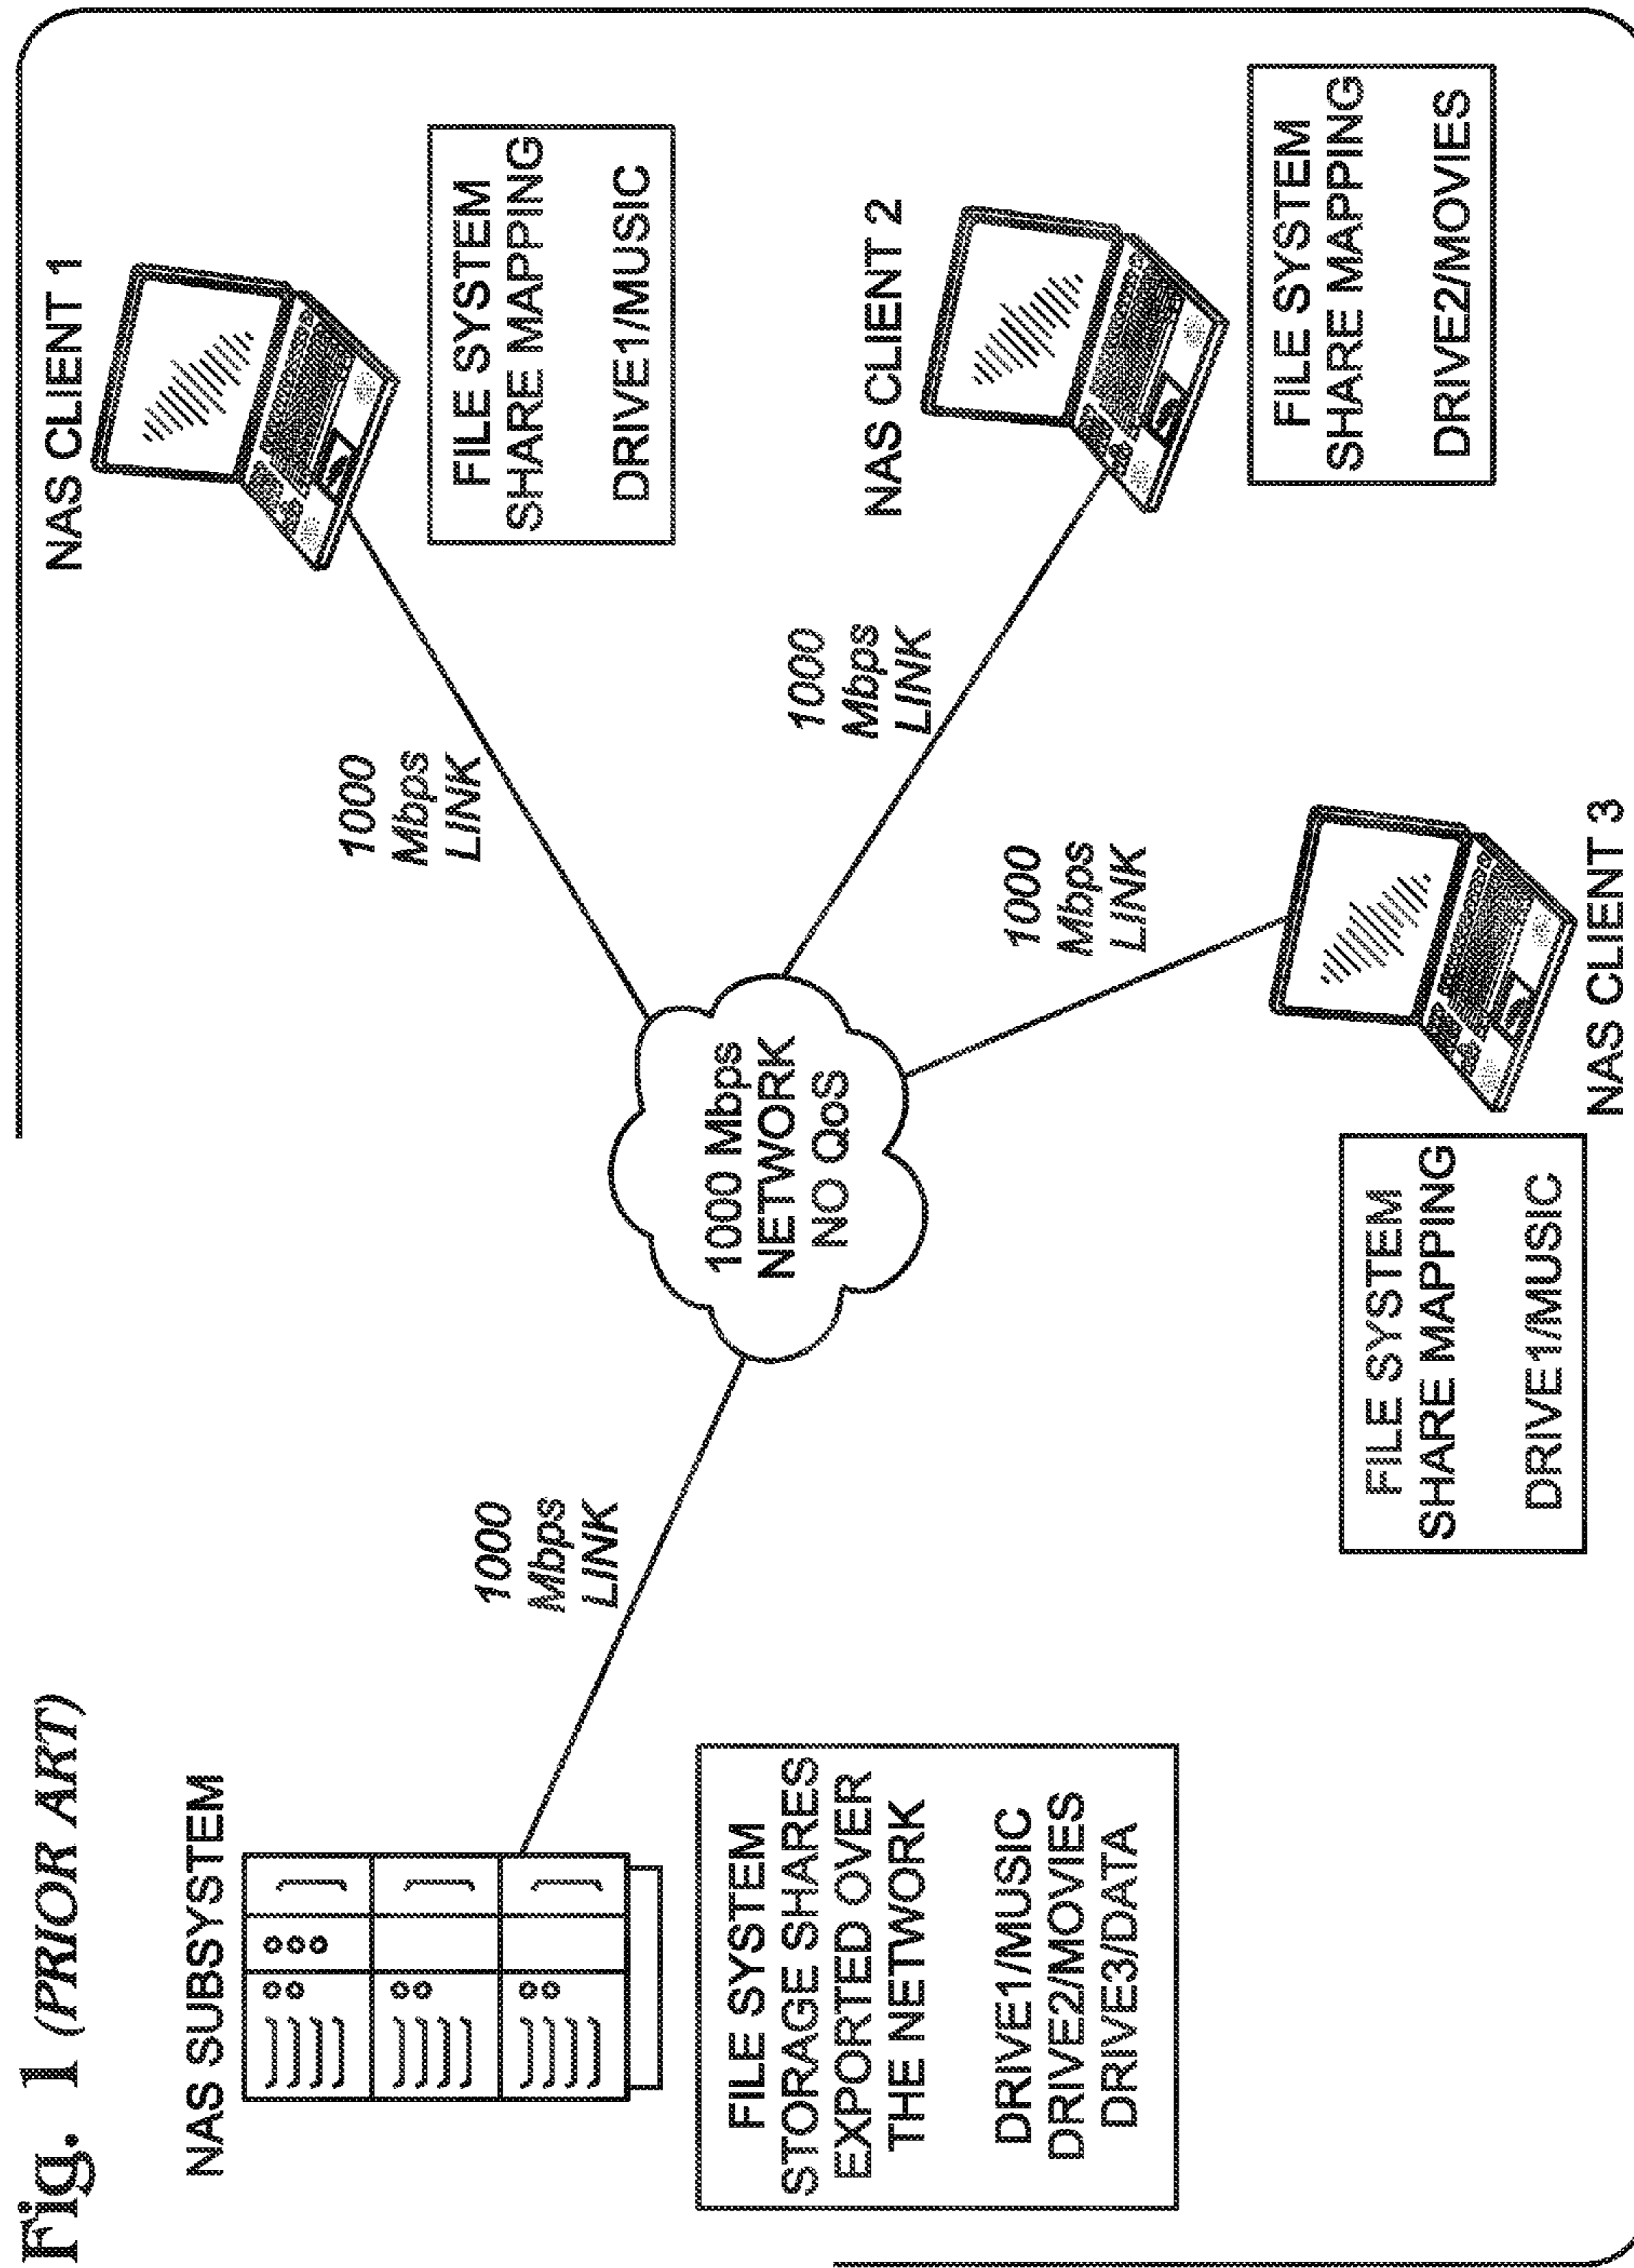 Fig. 1 (PRIOR ART)
NAS SUBSYSTEM
FILE SYSTEM
STORAGE SHARES
EXPORTED OVER
THE NETWORK
DRIVE1/MUSIC
DRIVE2/MOVIES
DRIVE3/DATA
1000
Mbps
LINK
1000 Mbps
NETWORK
NO QoS
1000
Mbps
LINK
NAS CLIENT 1
FILE SYSTEM
SHARE MAPPING
DRIVE1/MUSIC
1000
Mbps
LINK
NAS CLIENT 2
FILE SYSTEM
SHARE MAPPING
DRIVE2/MOVIES
1000
Mbps
LINK
NAS CLIENT 3
FILE SYSTEM
SHARE MAPPING
DRIVE1/MUSIC